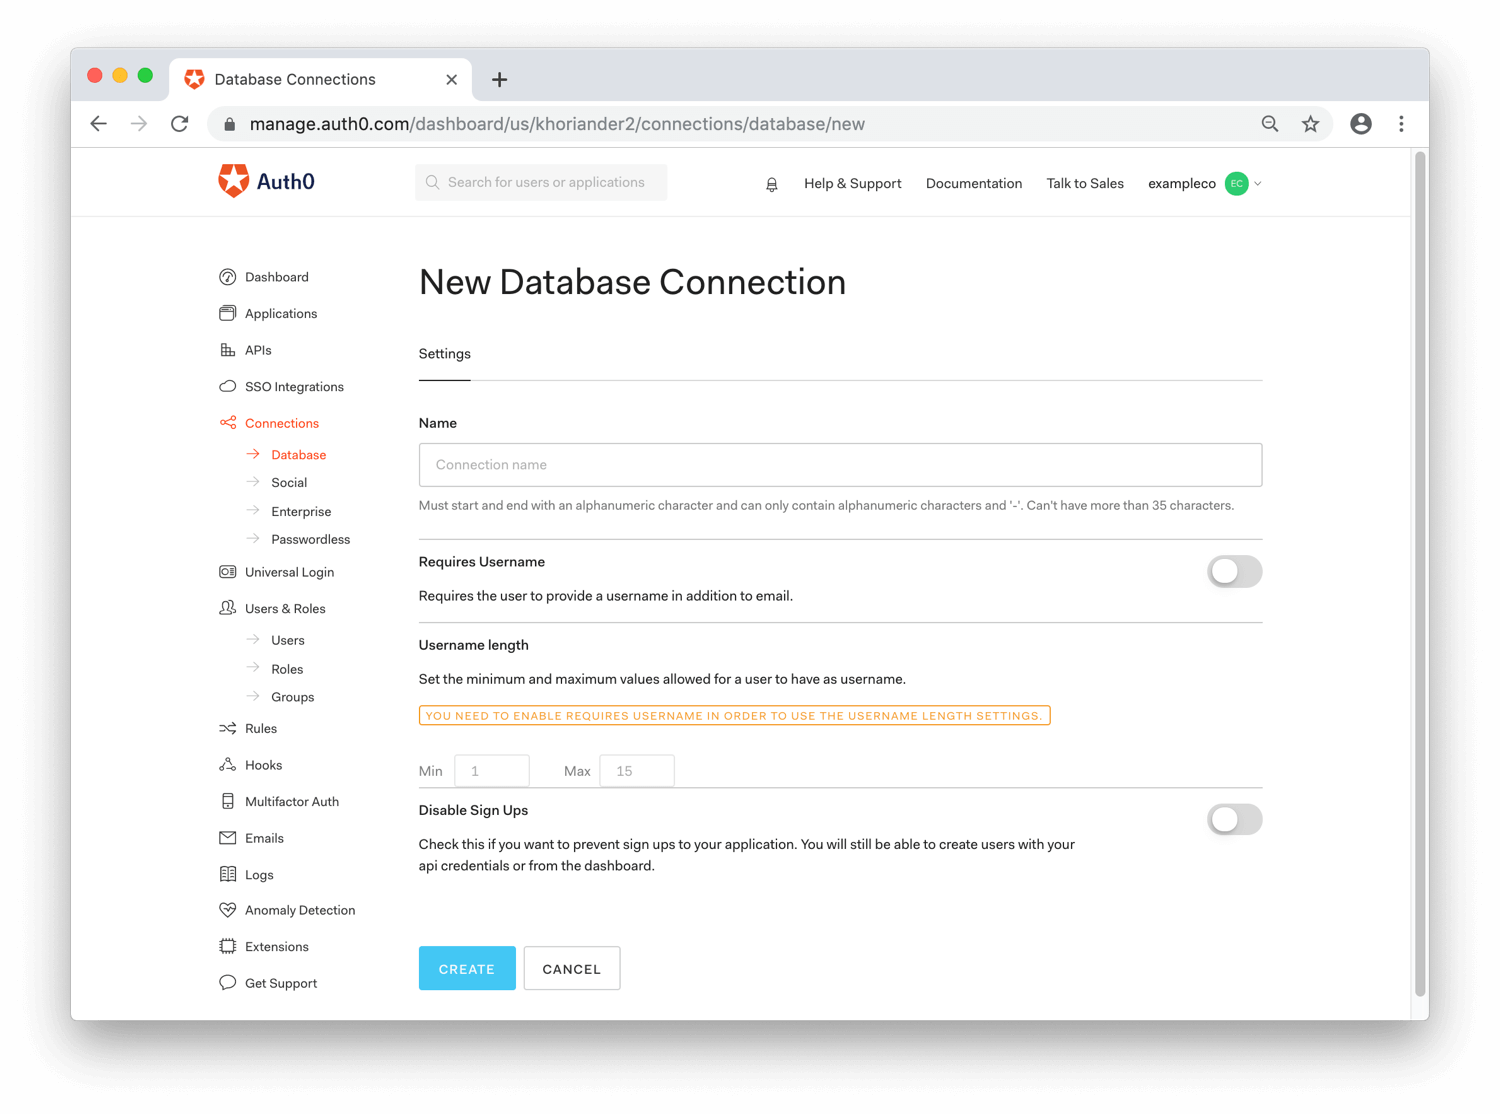 Database Connections
manage.auth0.com/dashboard/us/khoriander2/connections/database/new
Auth0
Search for users or applications
Help & Support
Documentation
Talk to Sales
exampleco
EC
Dashboard
Applications
APIs
SSO Integrations
Connections
Database
Social
Enterprise
Passwordless
Universal Login
Users & Roles
Users
Roles
Groups
Rules
Hooks
Multifactor Auth
Emails
Logs
Anomaly Detection
Extensions
Get Support
New Database Connection
Settings
Name
Connection name
Must start and end with an alphanumeric character and can only contain alphanumeric characters and '-'. Can't have more than 35 characters.
Requires Username
Requires the user to provide a username in addition to email.
Username length
Set the minimum and maximum values allowed for a user to have as username.
YOU NEED TO ENABLE REQUIRES USERNAME IN ORDER TO USE THE USERNAME LENGTH SETTINGS.
Min 1 Max 15
Disable Sign Ups
Check this if you want to prevent sign ups to your application. You will still be able to create users with your
api credentials or from the dashboard.
CREATE
CANCEL